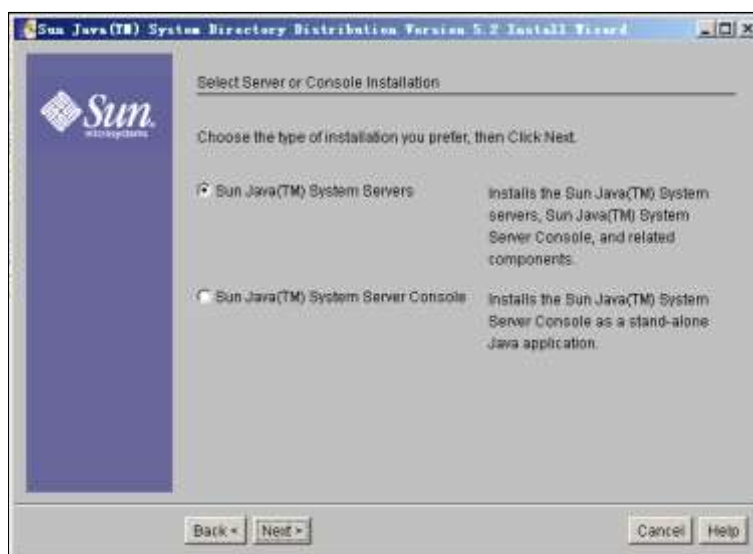 Sun Java(TM) System Directory Distribution Version 5.2 Install Wizard
Sun
microsystems
Select Server or Console Installation
Choose the type of installation you prefer, then Click Next.
Sun Java(TM) System Servers
Installs the Sun Java(TM) System
servers, Sun Java(TM) System
Server Console, and related
components.
Sun Java(TM) System Server Console
Installs the Sun Java(TM) System
Server Console as a stand-alone
Java application.
Back <
Next >
Cancel
Help